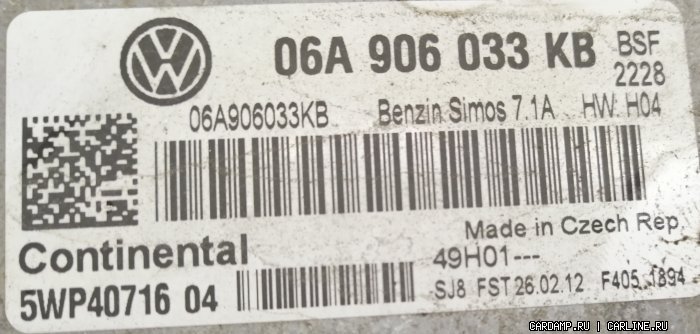 06A 906 033 KB BSF
2228
06A906033KB Benzin Simos 7.1A HW H04
Made in Czech Rep.
Continental 49H01---
5WP40716 04 SJ8 FST 26.02.12 F405 1894
CARDAMP.RU | CARLINE.RU